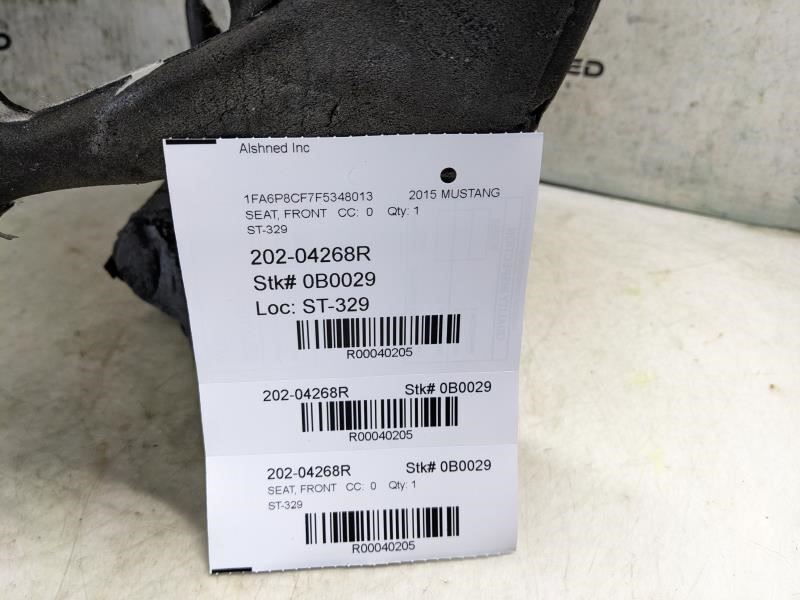 Alshned Inc
1FA6P8CF7F5348013 2015 MUSTANG
SEAT, FRONT CC: 0 Qty: 1
ST-329
202-04268R
Stk# 0B0029
Loc: ST-329
R00040205
202-04268R Stk# 0B0029
R00040205
202-04268R Stk# 0B0029
SEAT, FRONT CC: 0 Qty: 1
ST-329
R00040205